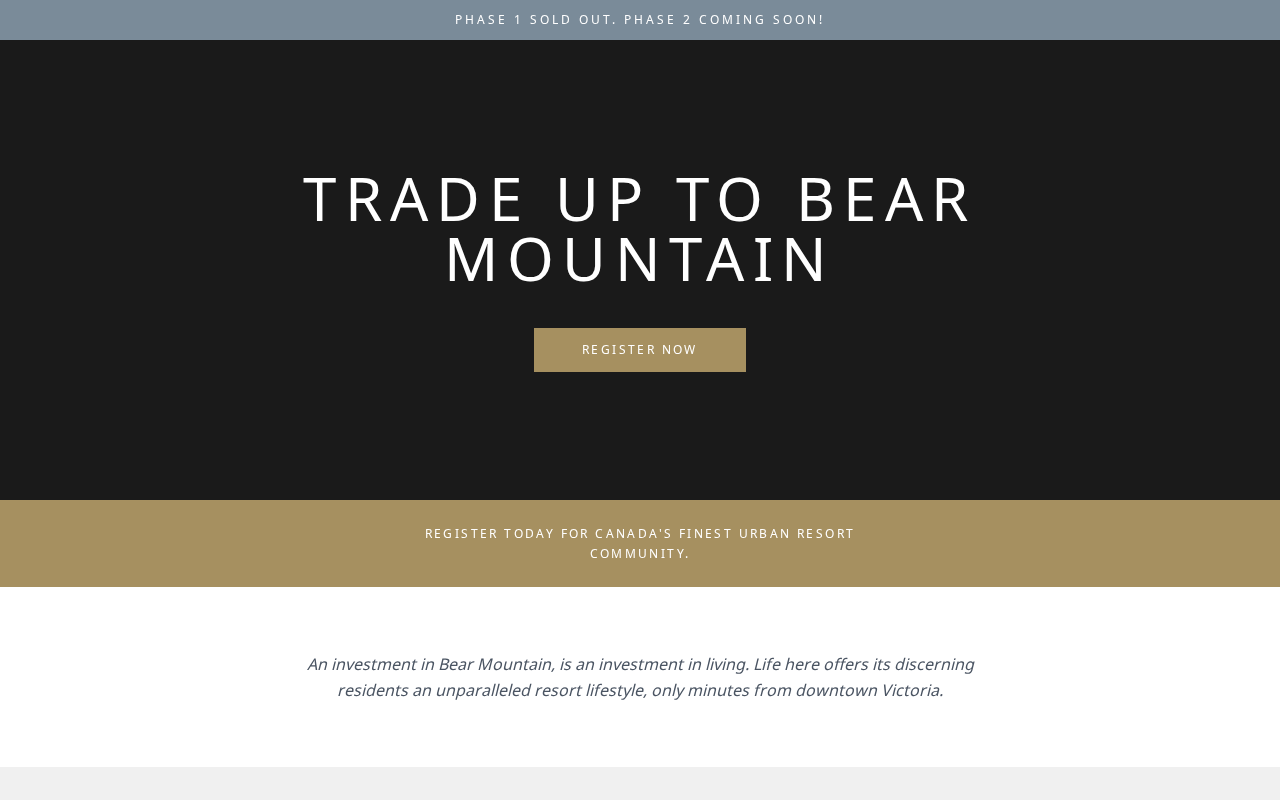 PHASE 1 SOLD OUT. PHASE 2 COMING SOON!
TRADE UP TO BEAR
MOUNTAIN
REGISTER NOW
REGISTER TODAY FOR CANADA'S FINEST URBAN RESORT
COMMUNITY.
An investment in Bear Mountain, is an investment in living. Life here offers its discerning
residents an unparalleled resort lifestyle, only minutes from downtown Victoria.